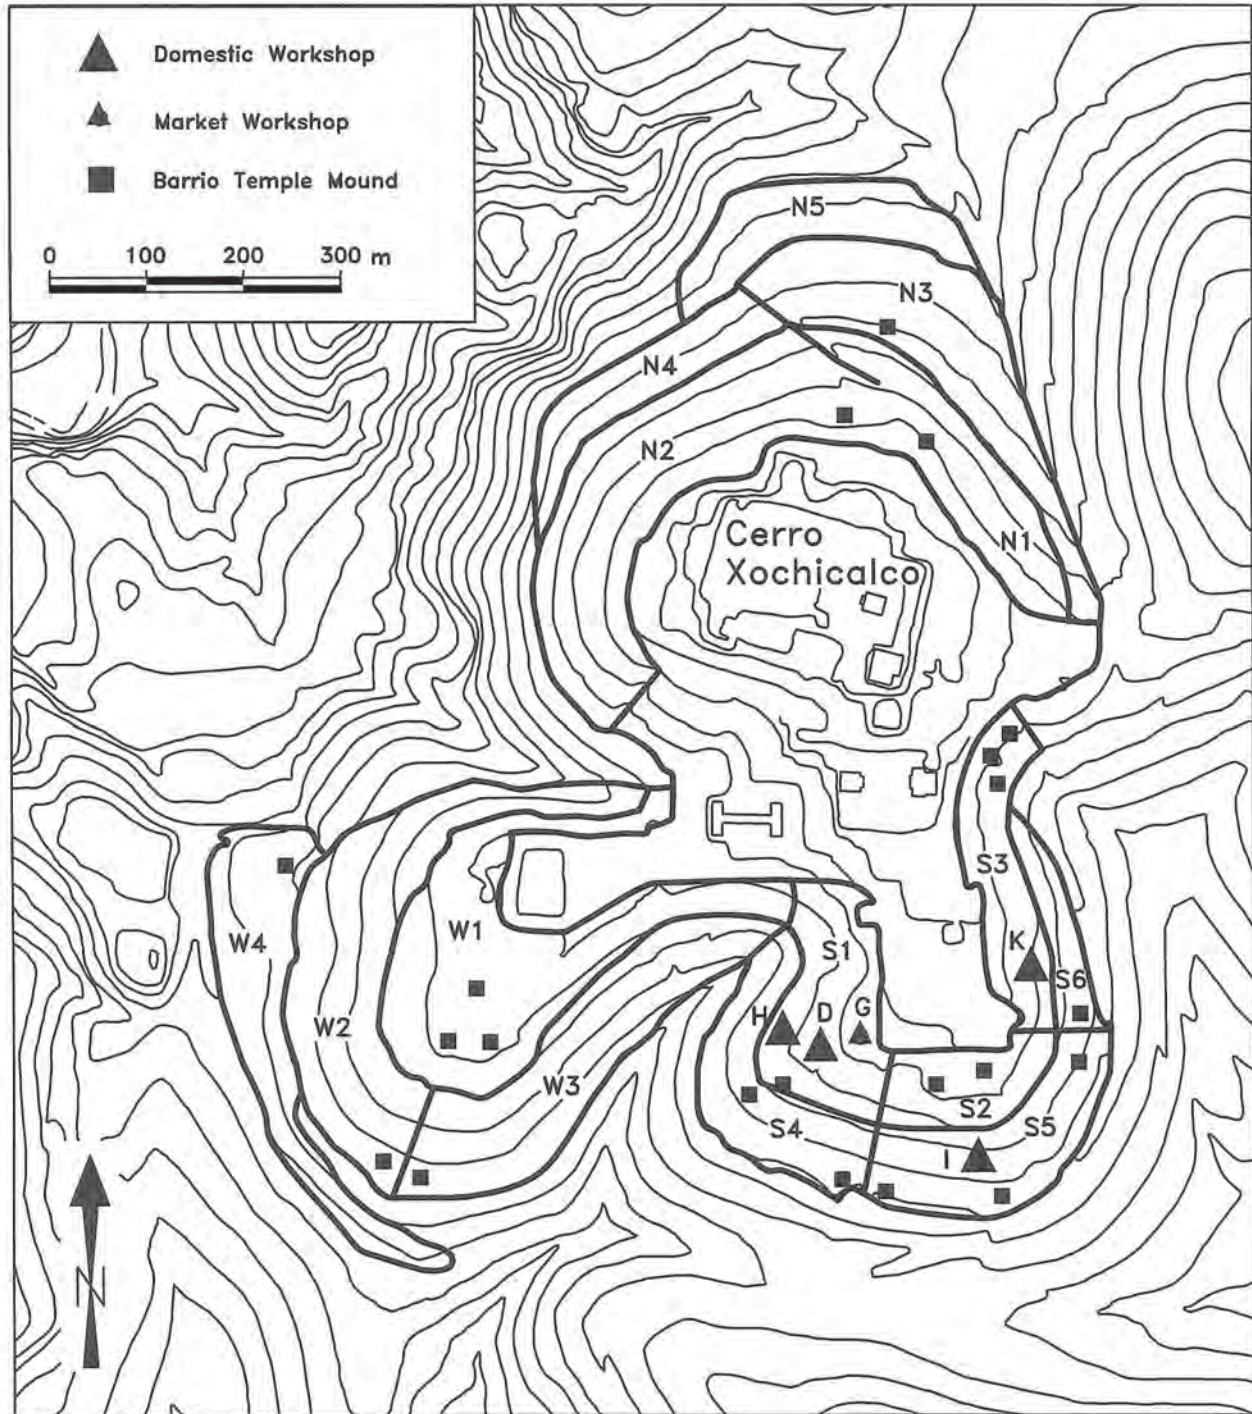 Domestic Workshop
Market Workshop
Barrio Temple Mound
0 100 200 300 m
N5
N3
N4
N2
Cerro
Xochicalco
N1
S3
W1
W4
S1
K
S6
H D G
W2
W3
S2
S4
S5
I
N